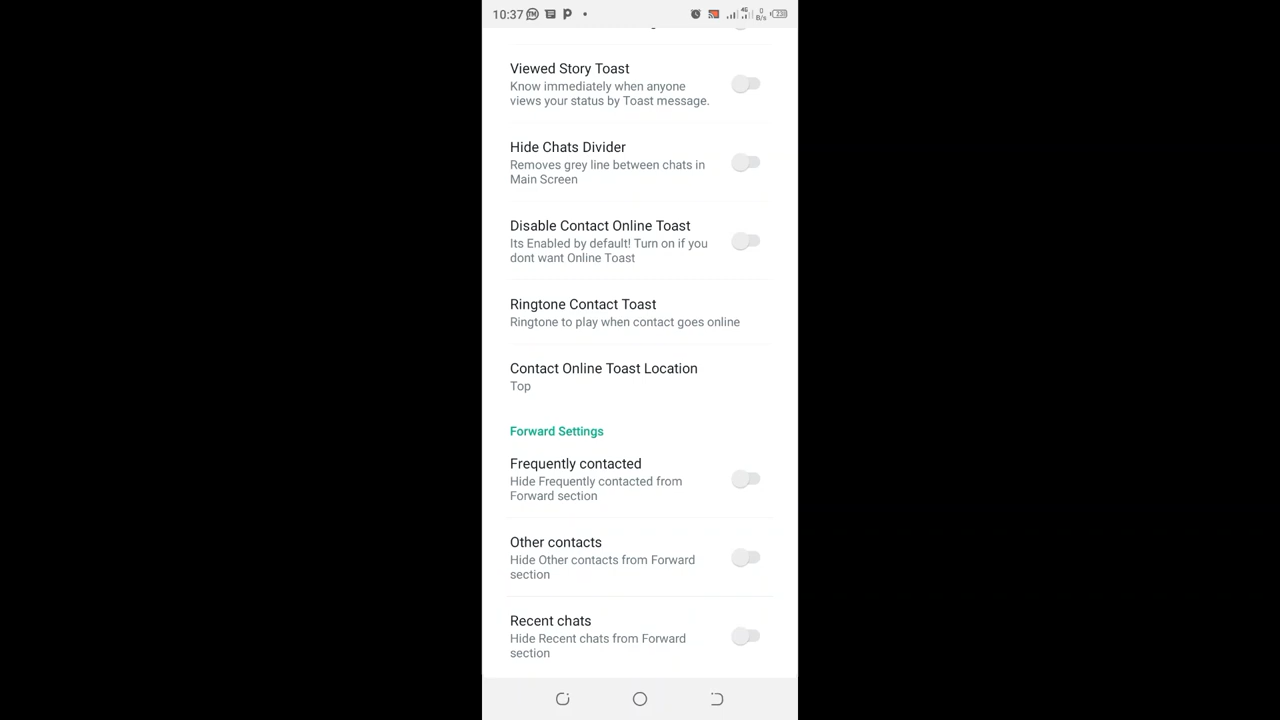 10:37
0
B/s
Viewed Story Toast
Know immediately when anyone
views your status by Toast message.
Hide Chats Divider
Removes grey line between chats in
Main Screen
Disable Contact Online Toast
Its Enabled by default! Turn on if you
dont want Online Toast
Ringtone Contact Toast
Ringtone to play when contact goes online
Contact Online Toast Location
Top
Forward Settings
Frequently contacted
Hide Frequently contacted from
Forward section
Other contacts
Hide Other contacts from Forward
section
Recent chats
Hide Recent chats from Forward
section